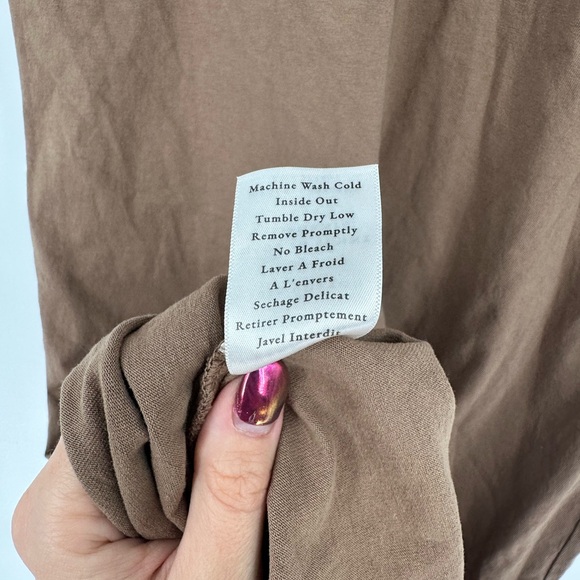 Machine Wash Cold
Inside Out
Tumble Dry Low
Remove Promptly
No Bleach
Laver A Froid
A L'envers
Sechage Delicat
Retirer Promptement
Javel Interdit